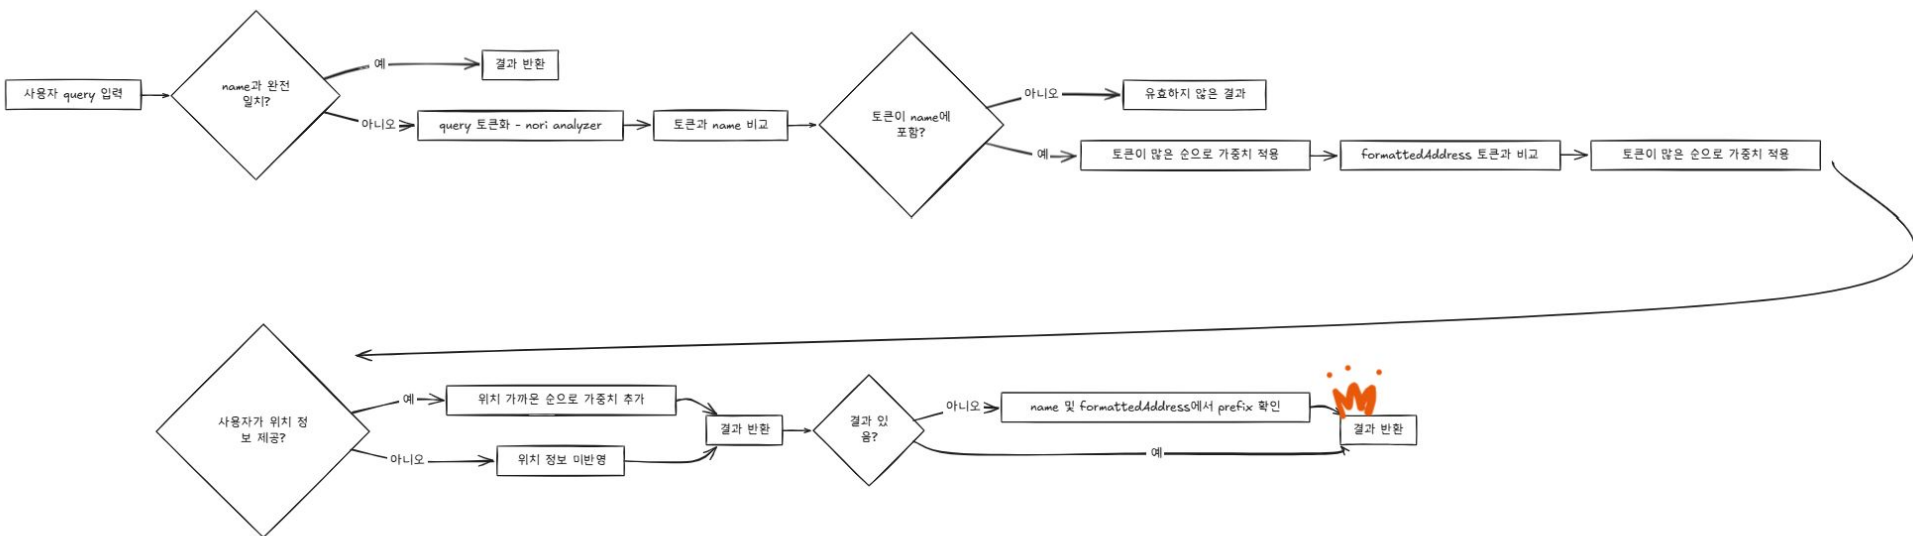 사용자 query 입력
name과 완전
일치?
예
결과 반환
아니오
query 토큰화 - nori analyzer
토큰과 name 비교
토큰이 name에
포함?
아니오
유효하지 않은 결과
예
토큰이 많은 순으로 가중치 적용
formattedAddress 토큰과 비교
토큰이 많은 순으로 가중치 적용
사용자가 위치 정
보 제공?
예
위치 가까운 순으로 가중치 추가
아니오
위치 정보 미반영
결과 반환
결과 있
음?
아니오
name 및 formattedAddress에서 prefix 확인
예
결과 반환